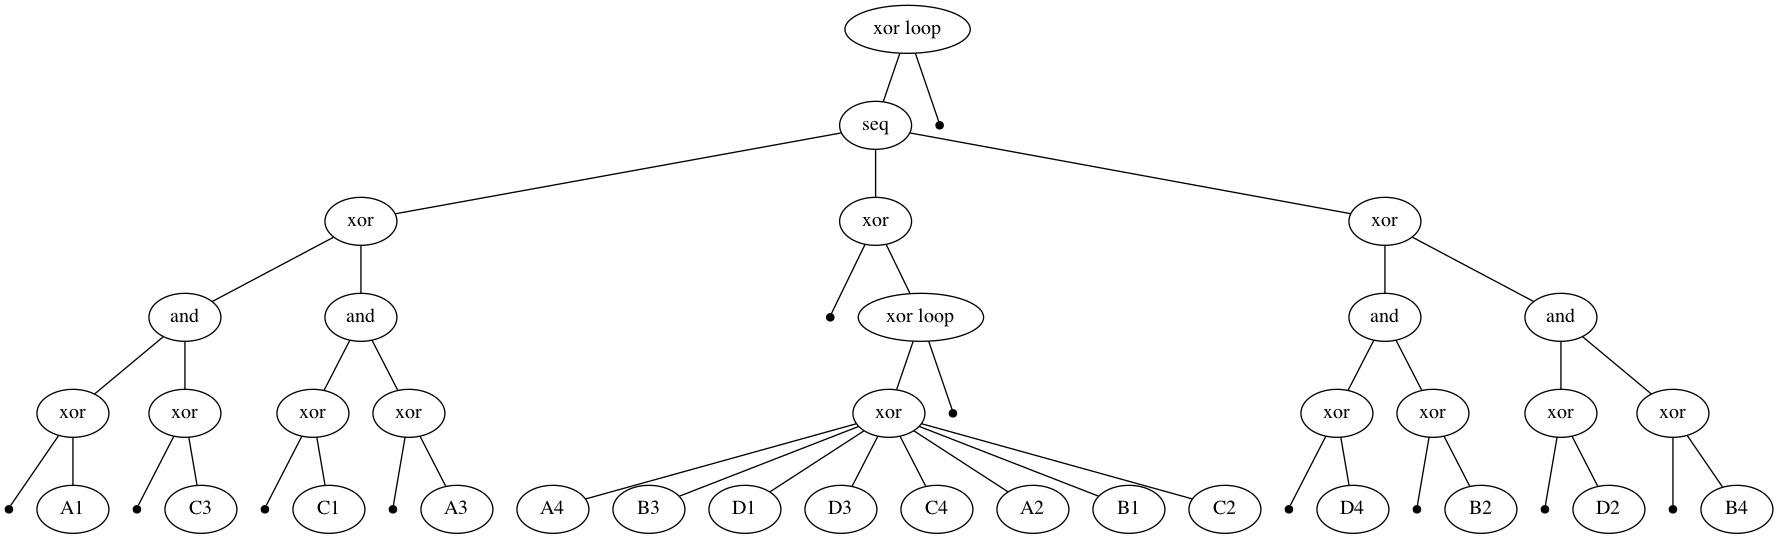 xor loop
seq
xor xor xor
and and xor loop and and
xor xor xor xor xor xor xor xor xor
A1 C3 C1 A3 A4 B3 D1 D3 C4 A2 B1 C2 D4 B2 D2 B4